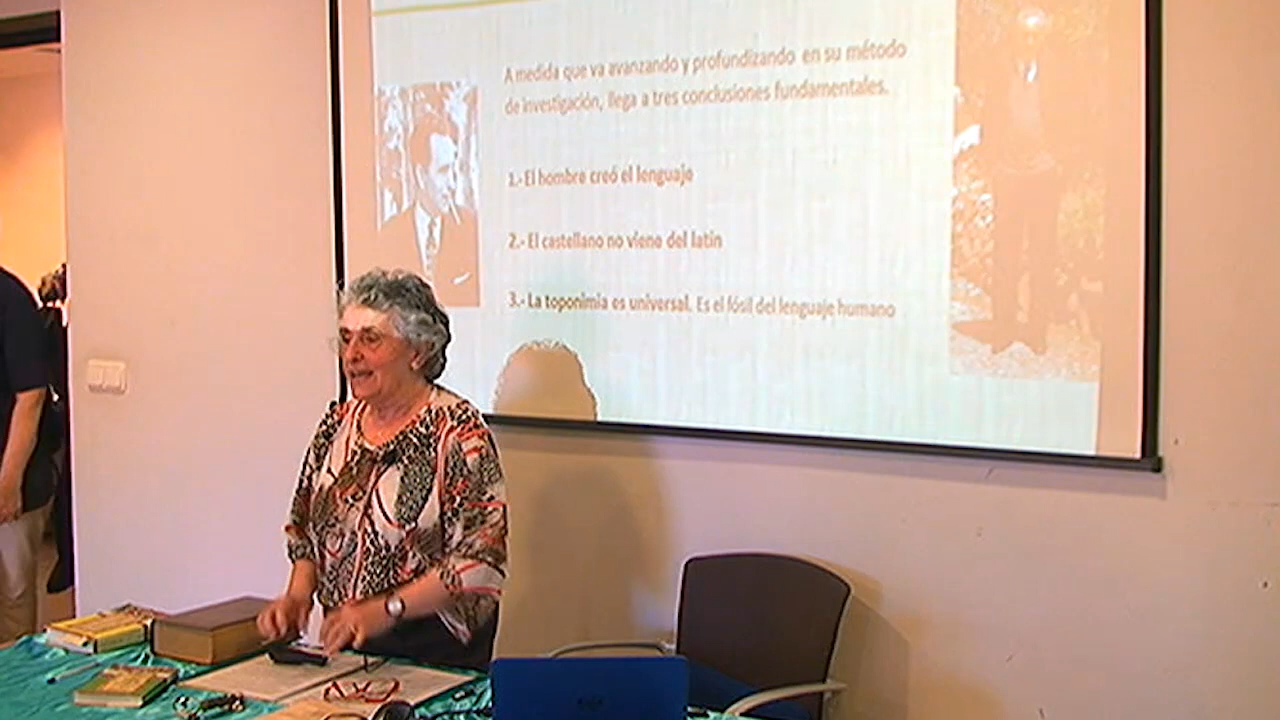 A medida que va avanzando y profundizando en su método
de investigación, llega a tres conclusiones fundamentales.
1.- El hombre creó el lenguaje
2.- El castellano no viene del latín
3.- La toponimia es universal. Es el fósil del lenguaje humano